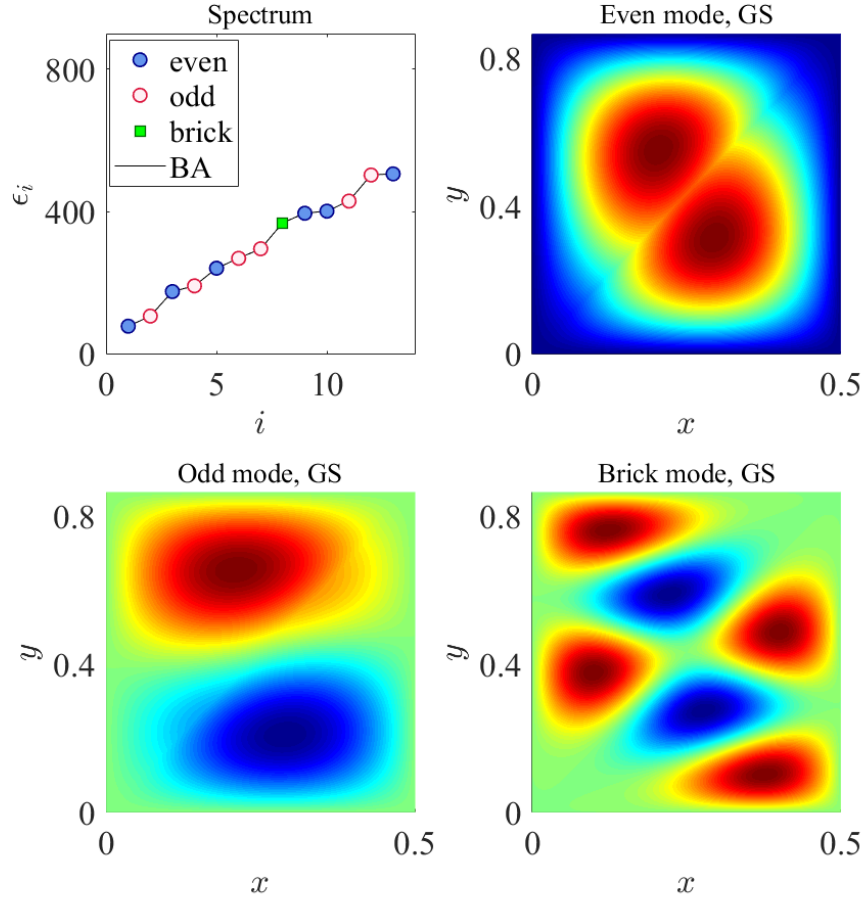 Spectrum
800
400
0
ϵᵢ
even
odd
brick
BA
0
5
10
i
Even mode, GS
0.8
0.4
0
y
0
0.5
x
Odd mode, GS
0.8
0.4
0
y
0
0.5
x
Brick mode, GS
0.8
0.4
0
y
0
0.5
x